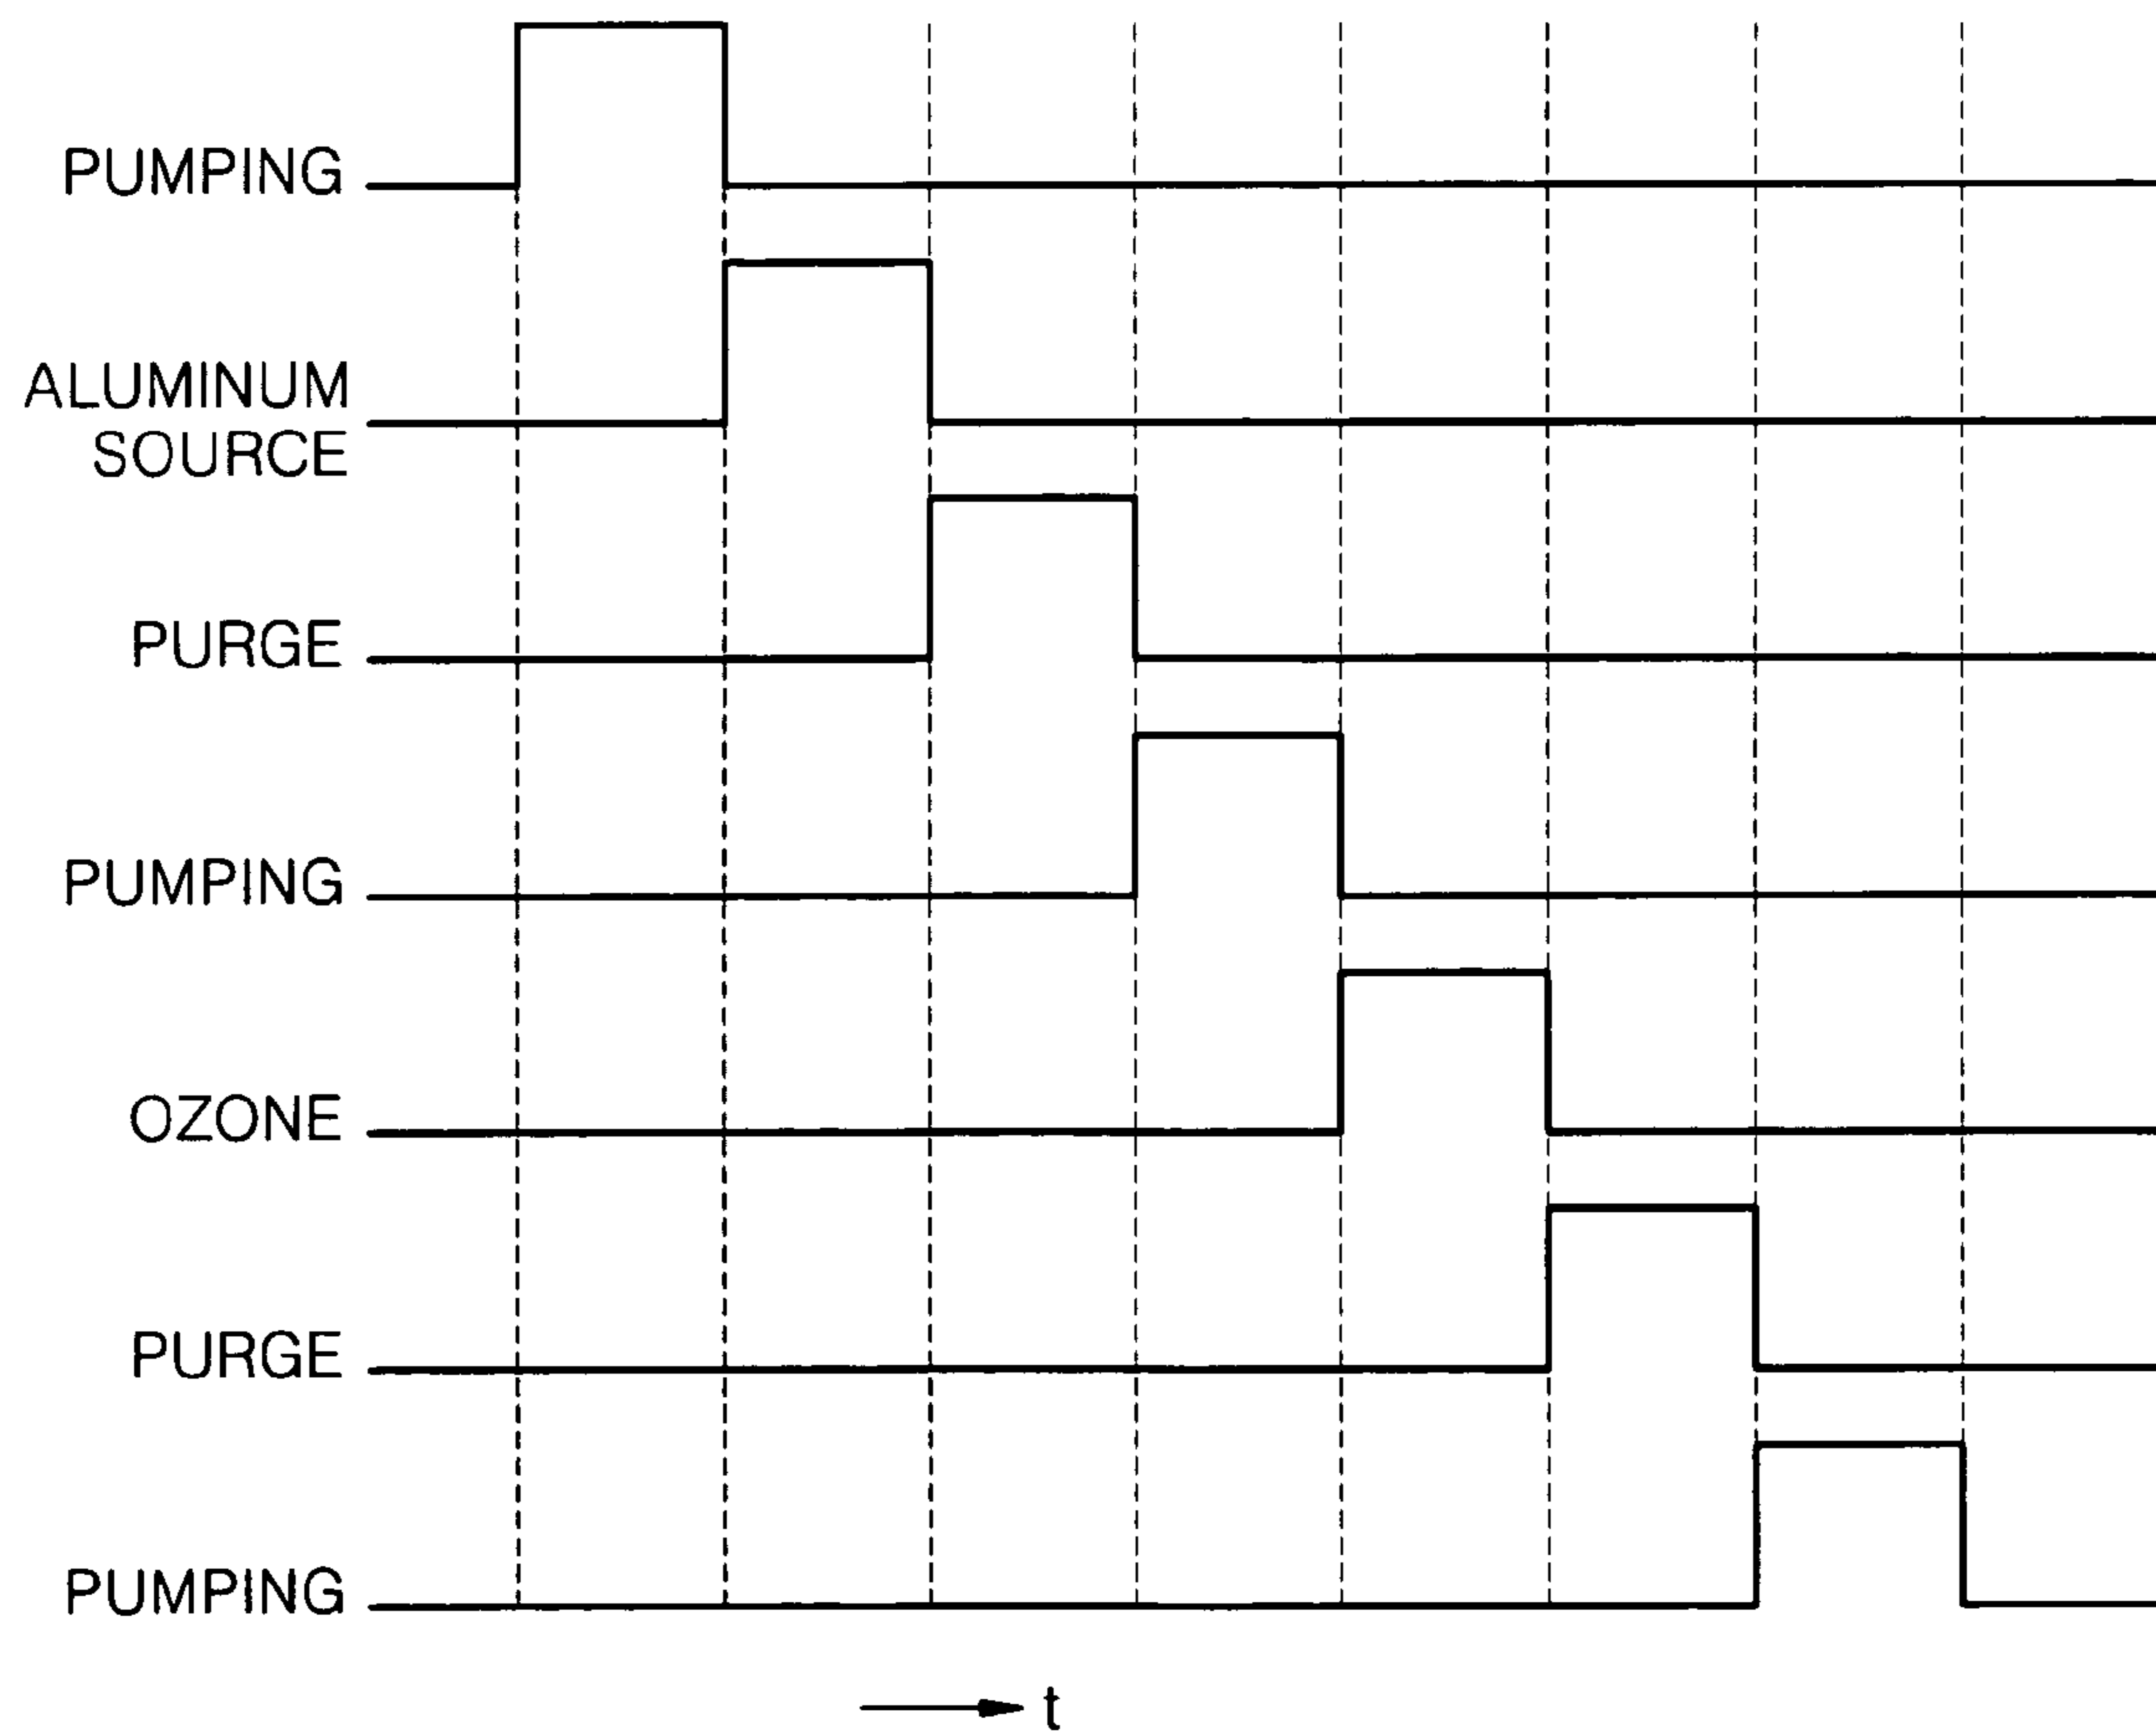 PUMPING
ALUMINUM
SOURCE
PURGE
PUMPING
OZONE
PURGE
PUMPING
t